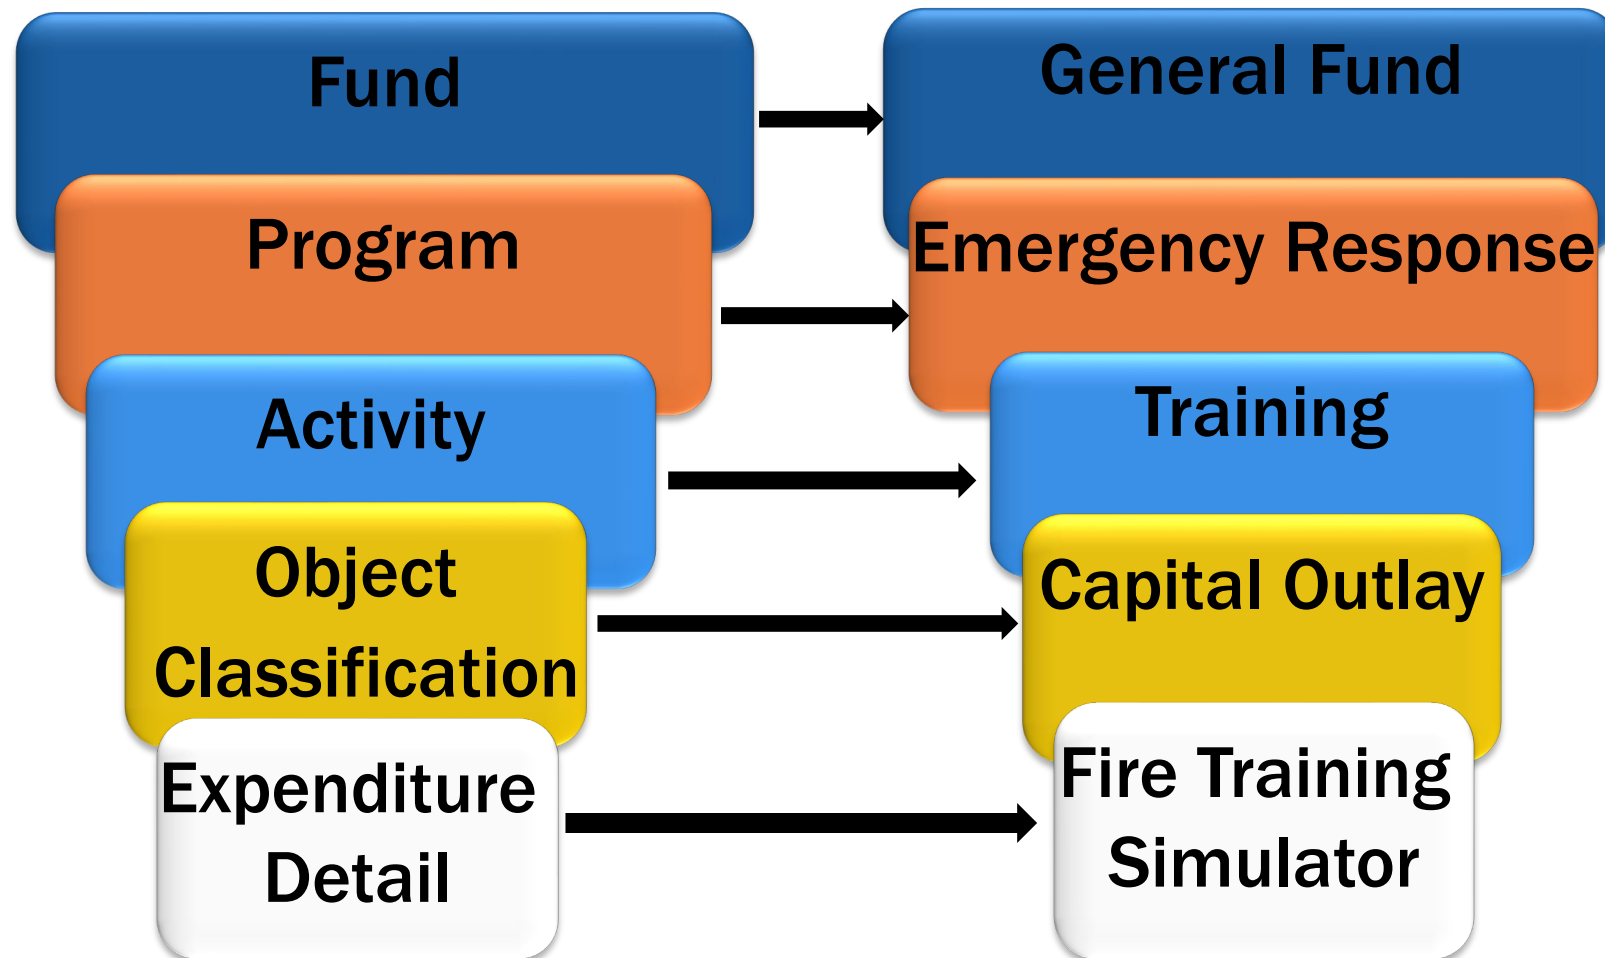 Fund
General Fund
Program
Emergency Response
Activity
Training
Object
Classification
Capital Outlay
Expenditure
Detail
Fire Training
Simulator